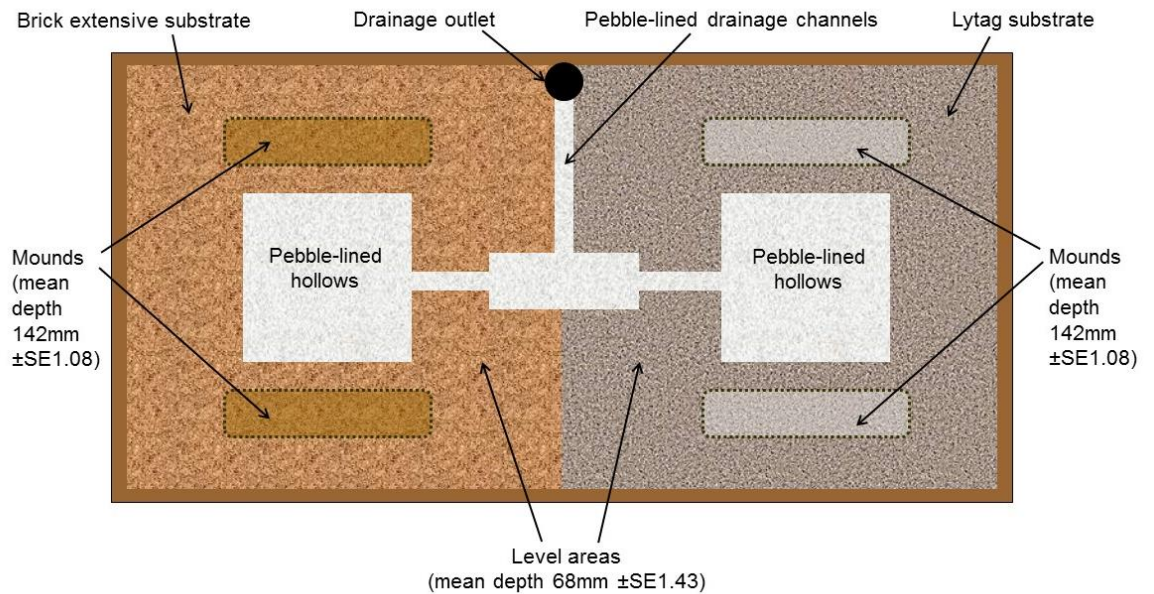 Brick extensive substrate
Drainage outlet
Pebble-lined drainage channels
Lytag substrate
Mounds
(mean
depth
142mm
±SE1.08)
Pebble-lined
hollows
Pebble-lined
hollows
Mounds
(mean
depth
142mm
±SE1.08)
Level areas
(mean depth 68mm ±SE1.43)